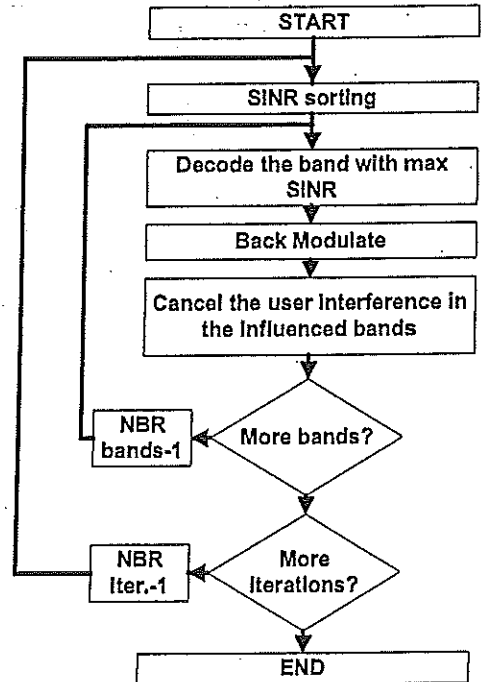 START
SINR sorting
Decode the band with max
SINR
Back Modulate
Cancel the user Interference in
the Influenced bands
More bands?
NBR
bands-1
More
Iterations?
NBR
Iter.-1
END